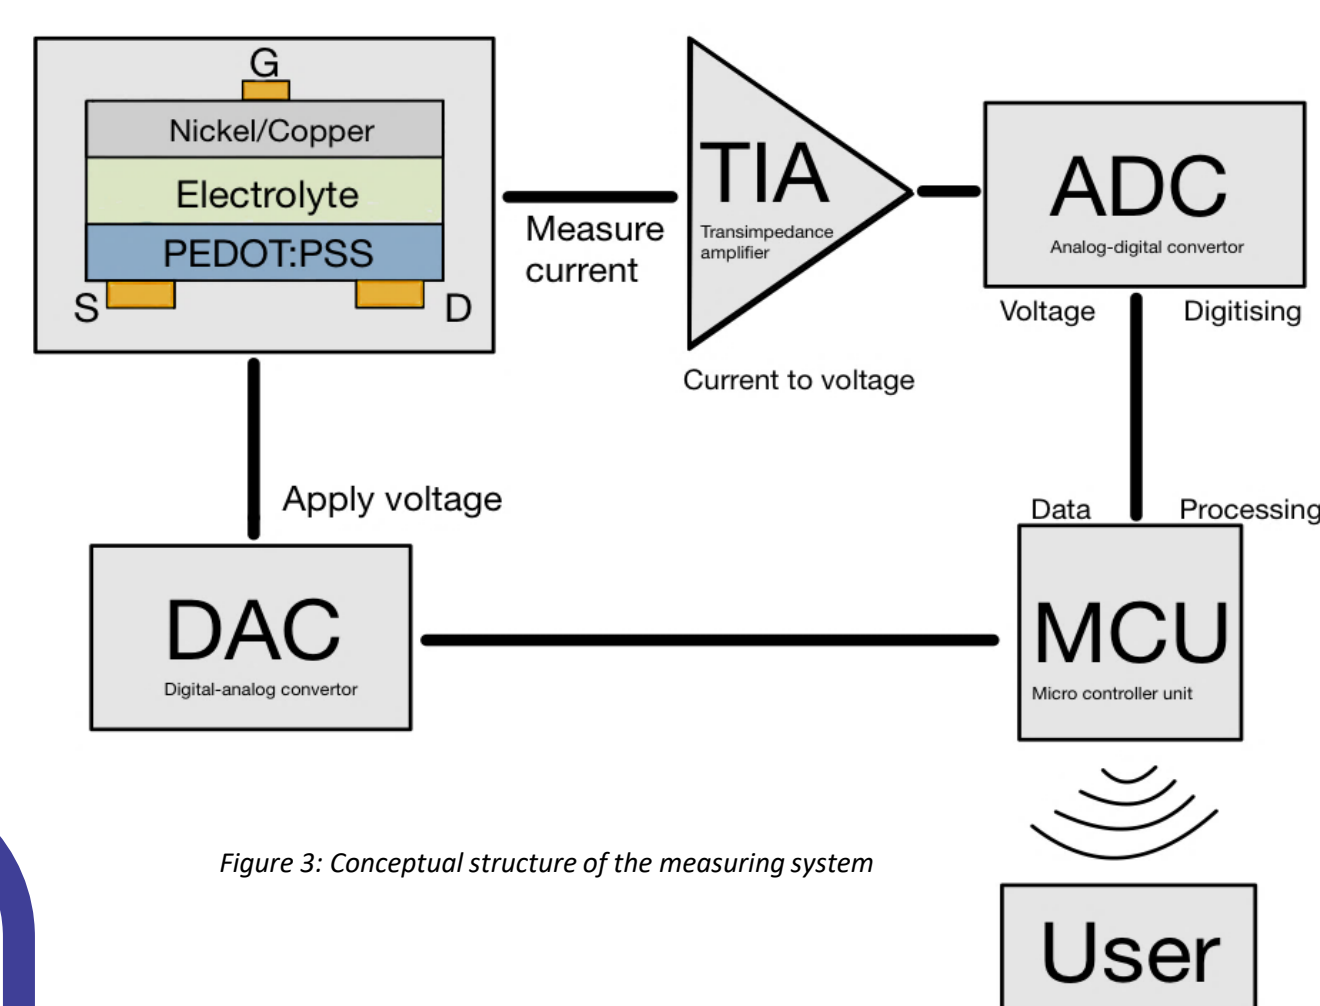 G
Nickel/Copper
Electrolyte
PEDOT:PSS
S
D
Measure
current
TIA
Transimpedance
amplifier
Current to voltage
ADC
Analog-digital convertor
Voltage Digitising
Apply voltage
Data Processing
DAC
Digital-analog convertor
MCU
Micro controller unit
Figure 3: Conceptual structure of the measuring system
User